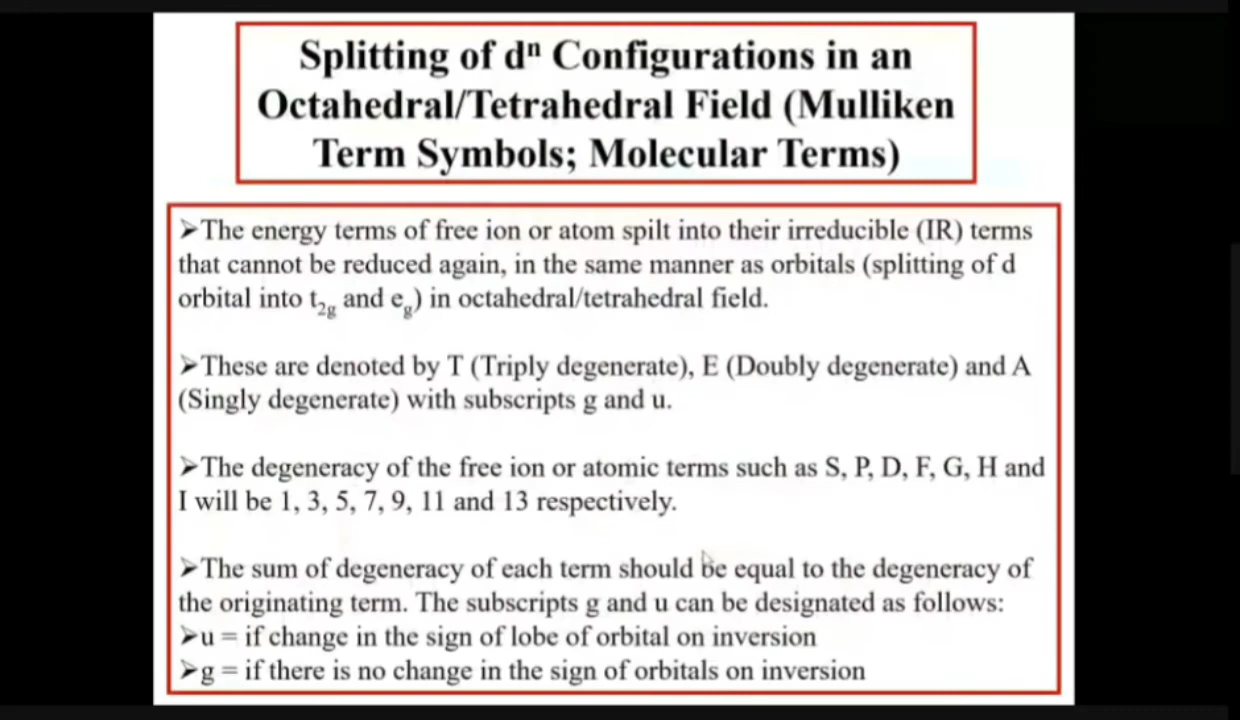 Splitting of dⁿ Configurations in an
Octahedral/Tetrahedral Field (Mulliken
Term Symbols; Molecular Terms)
➢The energy terms of free ion or atom spilt into their irreducible (IR) terms
that cannot be reduced again, in the same manner as orbitals (splitting of d
orbital into t₂g and eg) in octahedral/tetrahedral field.
➢These are denoted by T (Triply degenerate), E (Doubly degenerate) and A
(Singly degenerate) with subscripts g and u.
➢The degeneracy of the free ion or atomic terms such as S, P, D, F, G, H and
I will be 1, 3, 5, 7, 9, 11 and 13 respectively.
➢The sum of degeneracy of each term should be equal to the degeneracy of
the originating term. The subscripts g and u can be designated as follows:
➢u = if change in the sign of lobe of orbital on inversion
➢g = if there is no change in the sign of orbitals on inversion